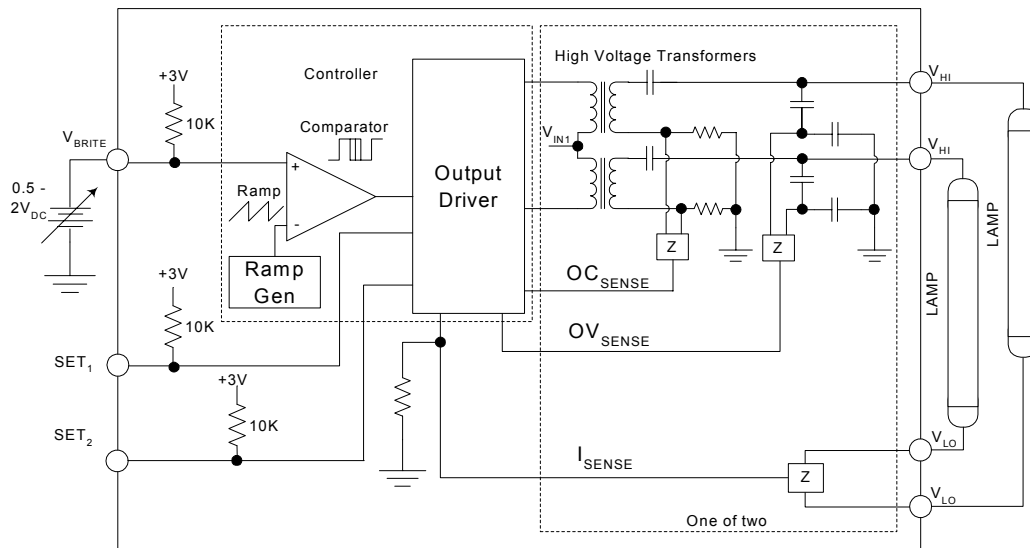 High Voltage Transformers
+3V
Controller
V_HI
10K
V_BRITE
Comparator
V_IN1
V_HI
+
Output
Driver
0.5 -
2V_DC
Ramp
-
LAMP
LAMP
Z
Z
Ramp
Gen
+3V
OC_SENSE
10K
OV_SENSE
SET_1
+3V
10K
SET_2
V_LO
I_SENSE
Z
V_LO
One of two